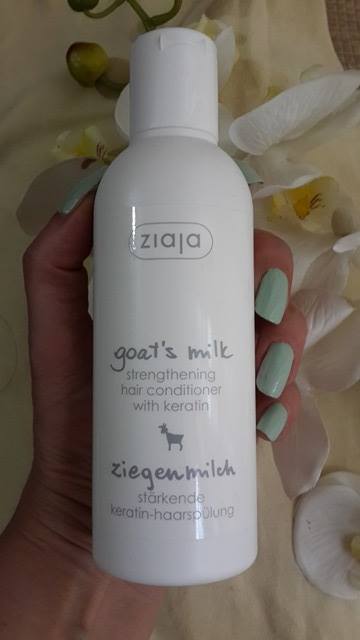 ziaja
goat's milk
strengthening
hair conditioner
with keratin
ziegenmilch
stärkende
keratin-haarspülung